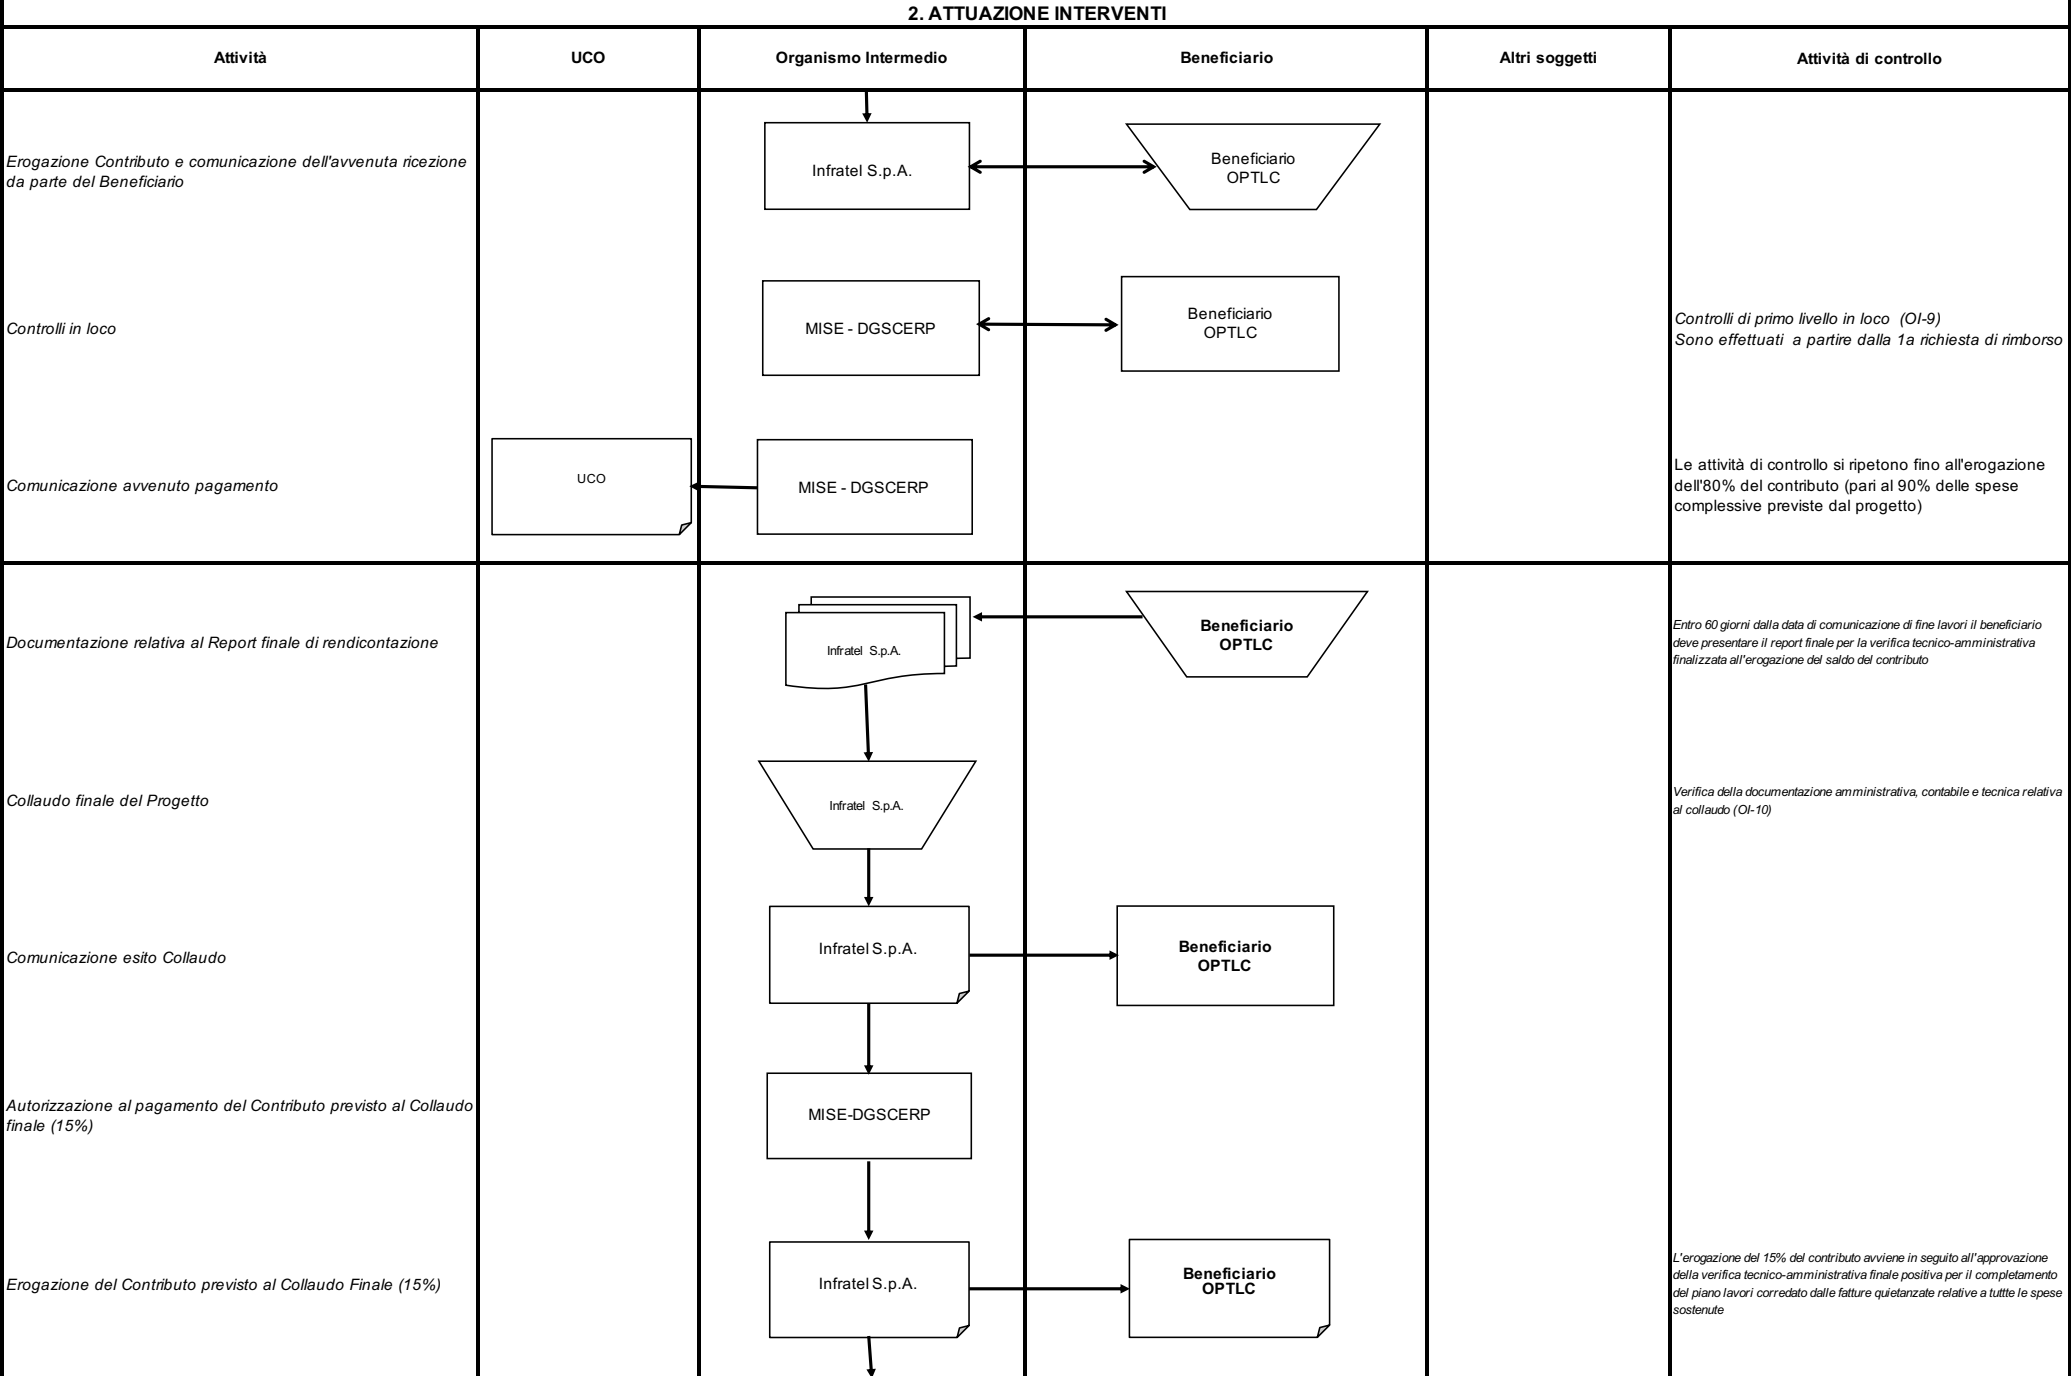 2. ATTUAZIONE INTERVENTI
Attività
UCO
Organismo Intermedio
Beneficiario
Altri soggetti
Attività di controllo
Erogazione Contributo e comunicazione dell'avvenuta ricezione
da parte del Beneficiario
Infratel S.p.A.
Beneficiario
OPTLC
Controlli in loco
MISE - DGSCERP
Beneficiario
OPTLC
Controlli di primo livello in loco (OI-9)
Sono effettuati a partire dalla 1a richiesta di rimborso
Comunicazione avvenuto pagamento
UCO
MISE - DGSCERP
Le attività di controllo si ripetono fino all'erogazione
dell'80% del contributo (pari al 90% delle spese
complessive previste dal progetto)
Documentazione relativa al Report finale di rendicontazione
Infratel S.p.A.
Beneficiario
OPTLC
Entro 60 giorni dalla data di comunicazione di fine lavori il beneficiario
deve presentare il report finale per la verifica tecnico-amministrativa
finalizzata all'erogazione del saldo del contributo
Collaudo finale del Progetto
Infratel S.p.A.
Verifica della documentazione amministrativa, contabile e tecnica relativa
al collaudo (OI-10)
Comunicazione esito Collaudo
Infratel S.p.A.
Beneficiario
OPTLC
Autorizzazione al pagamento del Contributo previsto al Collaudo
finale (15%)
MISE-DGSCERP
Erogazione del Contributo previsto al Collaudo Finale (15%)
Infratel S.p.A.
Beneficiario
OPTLC
L'erogazione del 15% del contributo avviene in seguito all'approvazione
della verifica tecnico-amministrativa finale positiva per il completamento
del piano lavori corredato dalle fatture quietanzate relative a tuttte le spese
sostenute